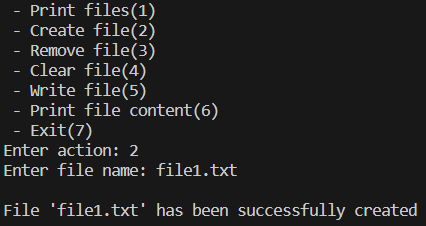 - Print files(1)
- Create file(2)
- Remove file(3)
- Clear file(4)
- Write file(5)
- Print file content(6)
- Exit(7)
Enter action: 2
Enter file name: file1.txt
File 'file1.txt' has been successfully created